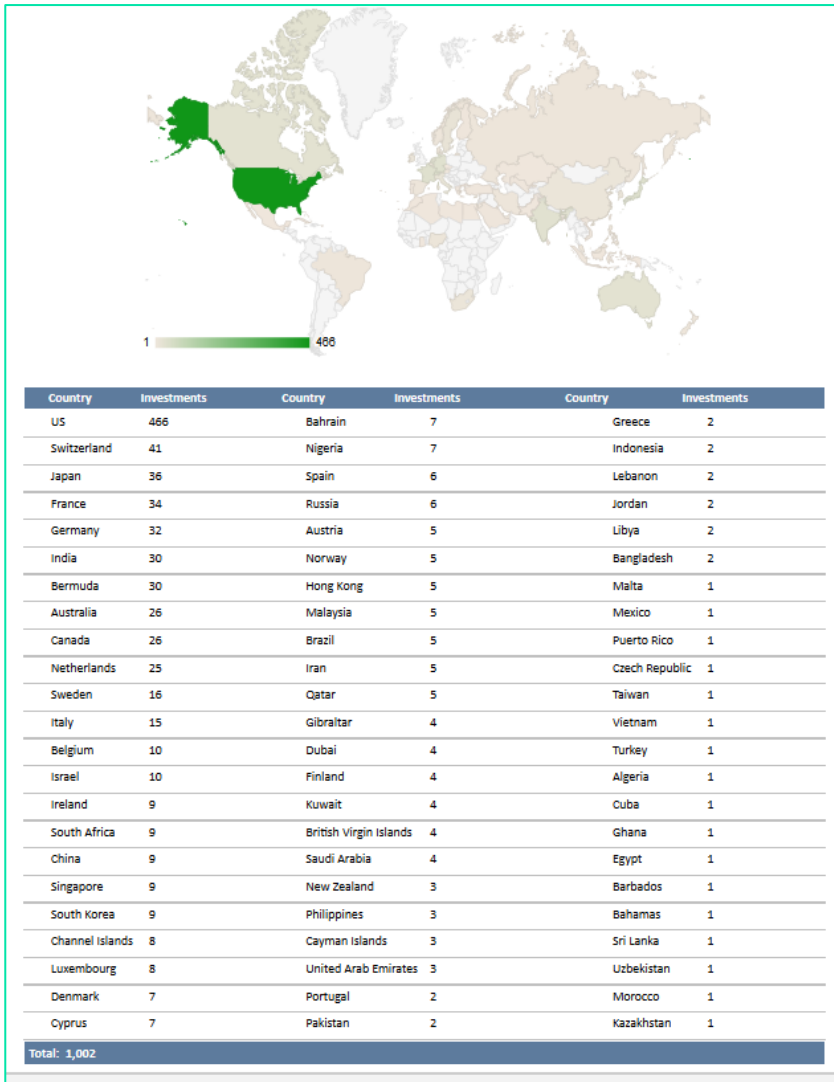 1 466
Country Investments Country Investments Country Investments
US 466 Bahrain 7 Greece 2
Switzerland 41 Nigeria 7 Indonesia 2
Japan 36 Spain 6 Lebanon 2
France 34 Russia 6 Jordan 2
Germany 32 Austria 5 Libya 2
India 30 Norway 5 Bangladesh 2
Bermuda 30 Hong Kong 5 Malta 1
Australia 26 Malaysia 5 Mexico 1
Canada 26 Brazil 5 Puerto Rico 1
Netherlands 25 Iran 5 Czech Republic 1
Sweden 16 Qatar 5 Taiwan 1
Italy 15 Gibraltar 4 Vietnam 1
Belgium 10 Dubai 4 Turkey 1
Israel 10 Finland 4 Algeria 1
Ireland 9 Kuwait 4 Cuba 1
South Africa 9 British Virgin Islands 4 Ghana 1
China 9 Saudi Arabia 4 Egypt 1
Singapore 9 New Zealand 3 Barbados 1
South Korea 9 Philippines 3 Bahamas 1
Channel Islands 8 Cayman Islands 3 Sri Lanka 1
Luxembourg 8 United Arab Emirates 3 Uzbekistan 1
Denmark 7 Portugal 2 Morocco 1
Cyprus 7 Pakistan 2 Kazakhstan 1
Total: 1,002